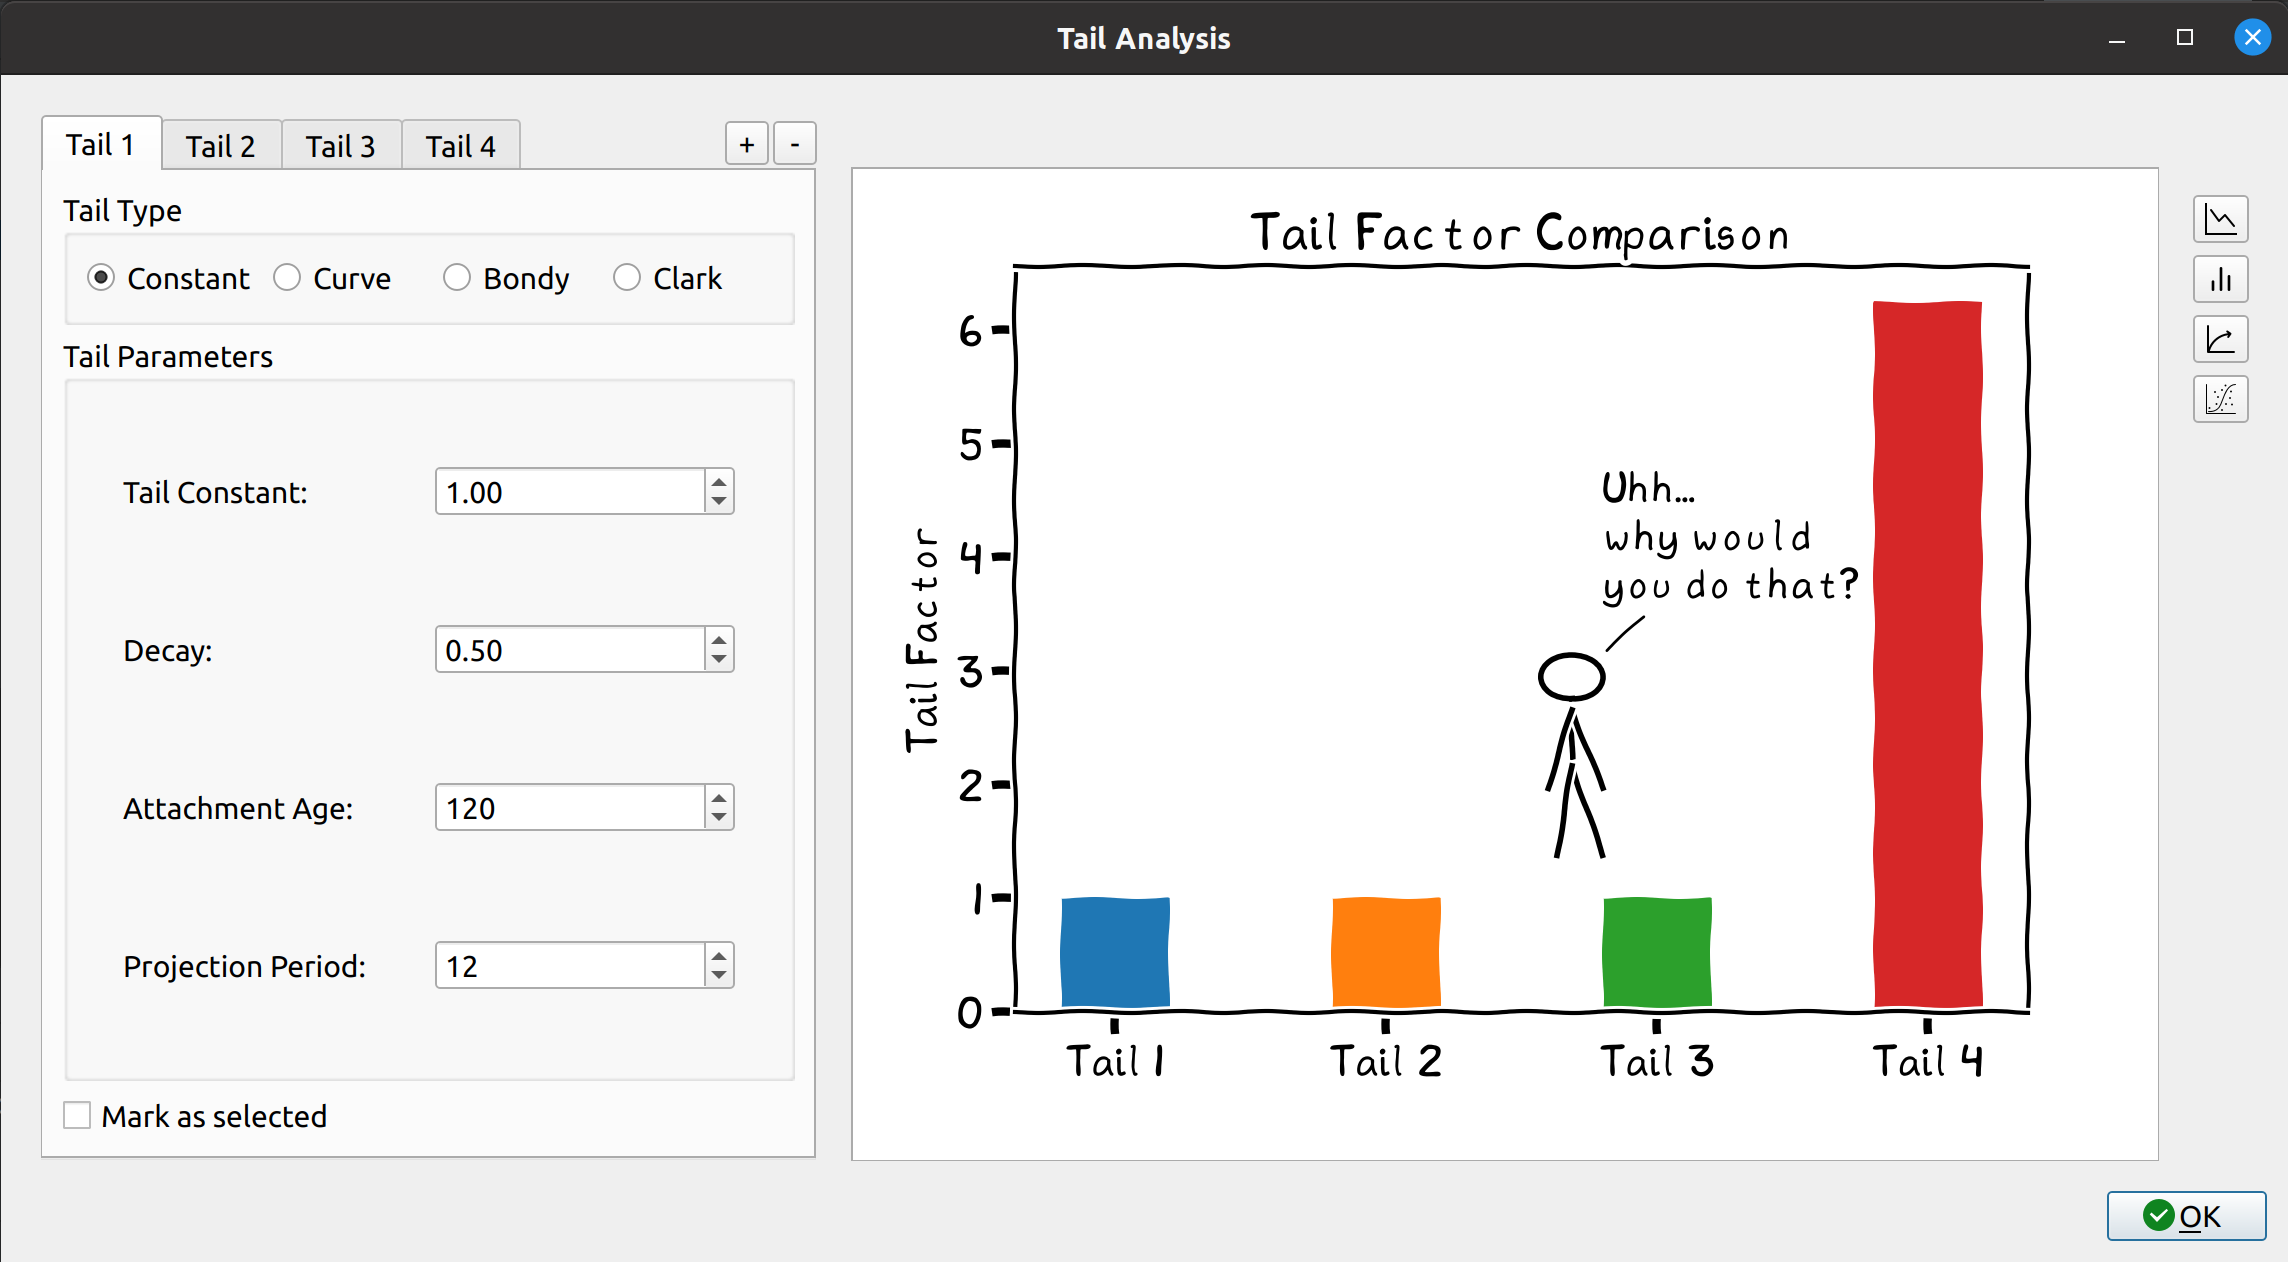 Tail Analysis
Tail 1
Tail 2
Tail 3
Tail 4
+
-
Tail Type
Constant
Curve
Bondy
Clark
Tail Parameters
Tail Constant:
1.00
Decay:
0.50
Attachment Age:
120
Projection Period:
12
Mark as selected
Tail Factor Comparison
Tail Factor
6
5
4
3
2
1
0
Uhh...
why would
you do that?
Tail 1
Tail 2
Tail 3
Tail 4
OK